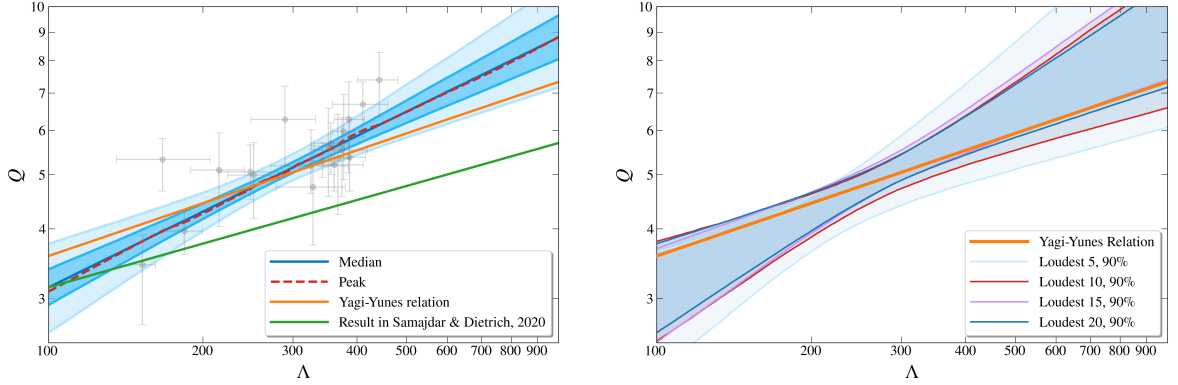 10
9
8
7
6
5
4
3
Q
100
200
300
400
500
600
700
800
900
Λ
Median
Peak
Yagi-Yunes relation
Result in Samajdar & Dietrich, 2020
10
9
8
7
6
5
4
3
Q
100
200
300
400
500
600
700
800
900
Λ
Yagi-Yunes Relation
Loudest 5, 90%
Loudest 10, 90%
Loudest 15, 90%
Loudest 20, 90%